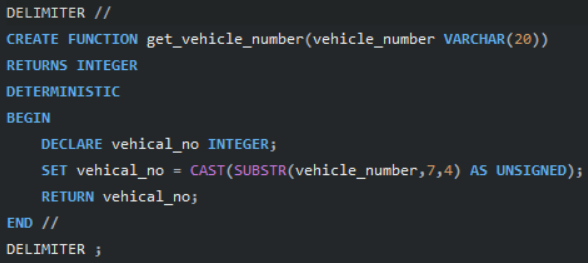 DELIMITER //
CREATE FUNCTION get_vehicle_number(vehicle_number VARCHAR(20))
RETURNS INTEGER
DETERMINISTIC
BEGIN
    DECLARE vehical_no INTEGER;
    SET vehical_no = CAST(SUBSTR(vehicle_number,7,4) AS UNSIGNED);
    RETURN vehical_no;
END //
DELIMITER ;